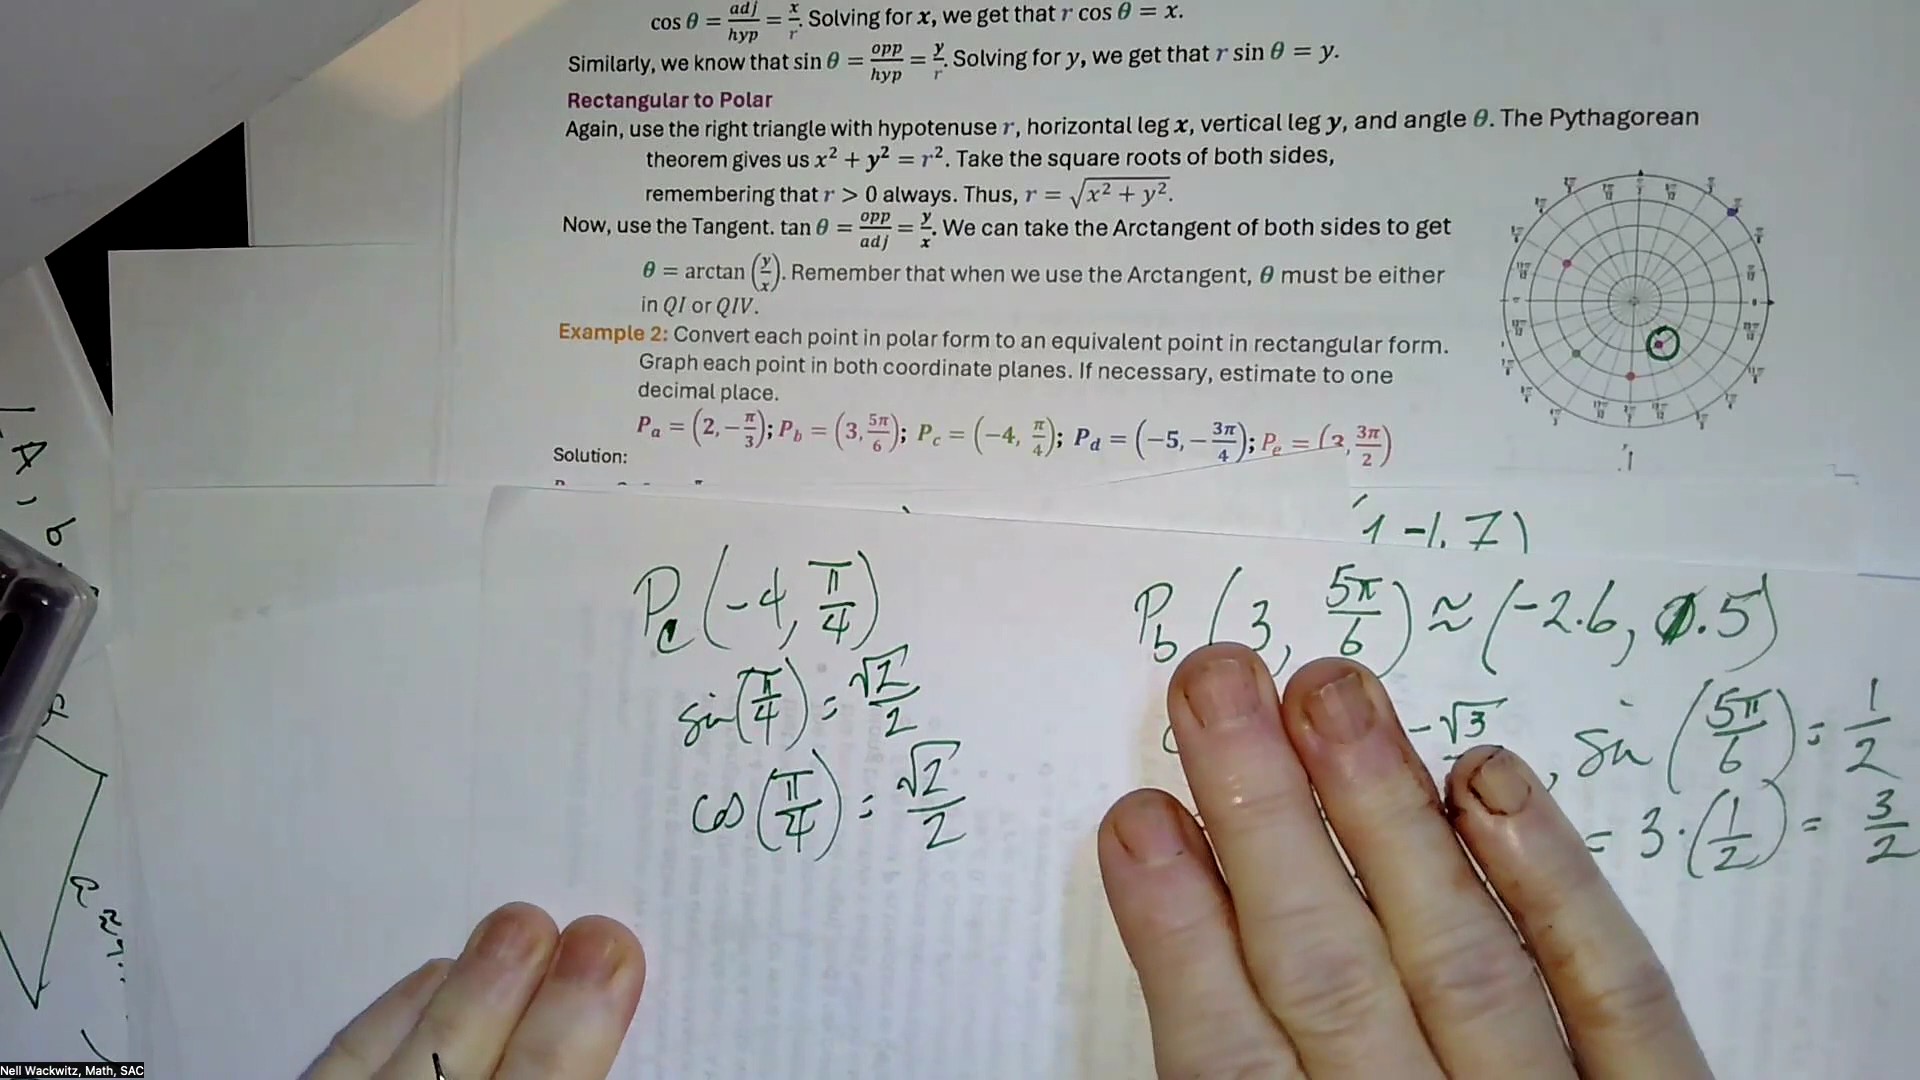 cos θ = adj/hyp = x/r. Solving for x, we get that r cos θ = x.
Similarly, we know that sin θ = opp/hyp = y/r. Solving for y, we get that r sin θ = y.
Rectangular to Polar
Again, use the right triangle with hypotenuse r, horizontal leg x, vertical leg y, and angle θ. The Pythagorean
theorem gives us x² + y² = r². Take the square roots of both sides,
remembering that r > 0 always. Thus, r = √(x² + y²).
Now, use the Tangent. tan θ = opp/adj = y/x. We can take the Arctangent of both sides to get
θ = arctan (y/x). Remember that when we use the Arctangent, θ must be either
in QI or QIV.
Example 2: Convert each point in polar form to an equivalent point in rectangular form.
Graph each point in both coordinate planes. If necessary, estimate to one
decimal place.
Pa = (2, −π/3); Pb = (3, 5π/6); Pc = (−4, π/4); Pd = (−5, −3π/4); Pe = (3, 3π/2)
Solution:
1 -1.7)
Pc (-4, π/4)
Pb (3, 5π/6) ≈ (-2.6, 1.5)
sin(π/4) = √2/2
-√3 , sin(5π/6) = 1/2
cos(π/4) = √2/2
= 3·(1/2) = 3/2
Nell Wackwitz, Math, SAC